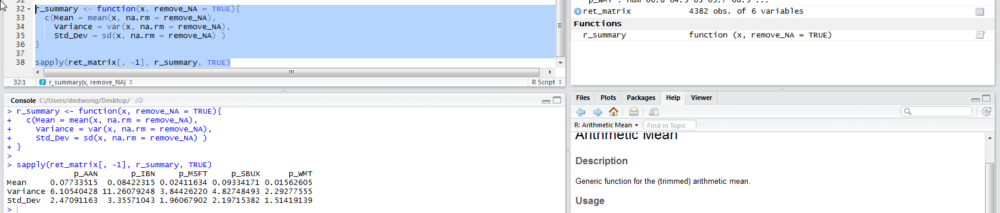 32 r_summary <- function(x, remove_NA = TRUE){
33 c(Mean = mean(x, na.rm = remove_NA),
34 Variance = var(x, na.rm = remove_NA),
35 Std_Dev = sd(x, na.rm = remove_NA) )
36 }
37
38 sapply(ret_matrix[, -1], r_summary, TRUE)
32:1 r_summary(x, remove_NA) R Script
Console C:/Users/dmtwong/Desktop/
> r_summary <- function(x, remove_NA = TRUE){
+ c(Mean = mean(x, na.rm = remove_NA),
+ Variance = var(x, na.rm = remove_NA),
+ Std_Dev = sd(x, na.rm = remove_NA) )
+ }
>
> sapply(ret_matrix[, -1], r_summary, TRUE)
p_AAN p_IBN p_MSFT p_SBUX p_WMT
Mean 0.07733515 0.08422315 0.02411634 0.09334171 0.01562605
Variance 6.10540428 11.26079248 3.84426220 4.82748493 2.29277555
Std_Dev 2.47091163 3.35571043 1.96067902 2.19715382 1.51419139
>
ret_matrix 4382 obs. of 6 variables
Functions
r_summary function (x, remove_NA = TRUE)
Files Plots Packages Help Viewer
R: Arithmetic Mean Find in Topic
Arithmetic Mean
Description
Generic function for the (trimmed) arithmetic mean.
Usage